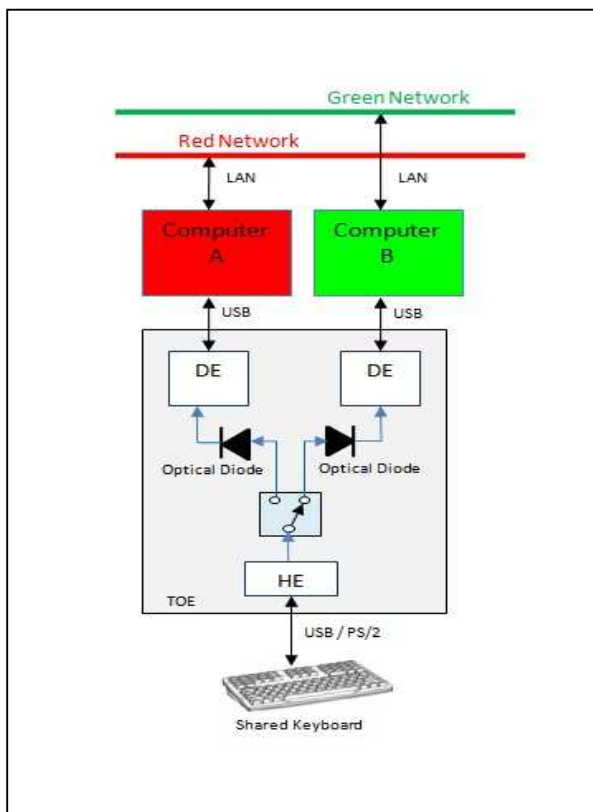 Green Network
Red Network
LAN
LAN
Computer
A
Computer
B
USB
USB
DE
DE
Optical Diode
Optical Diode
HE
TOE
USB / PS/2
Shared Keyboard